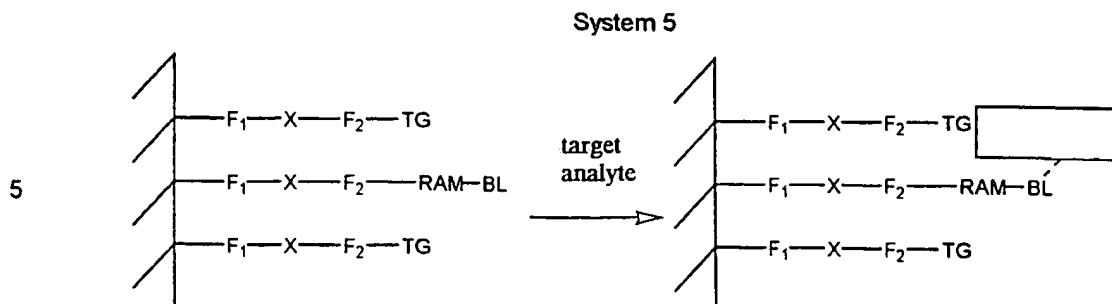 System 5
F₁—X—F₂—TG
F₁—X—F₂—TG
target
analyte
5
F₁—X—F₂—RAM—BL
F₁—X—F₂—RAM—BL
F₁—X—F₂—TG
F₁—X—F₂—TG